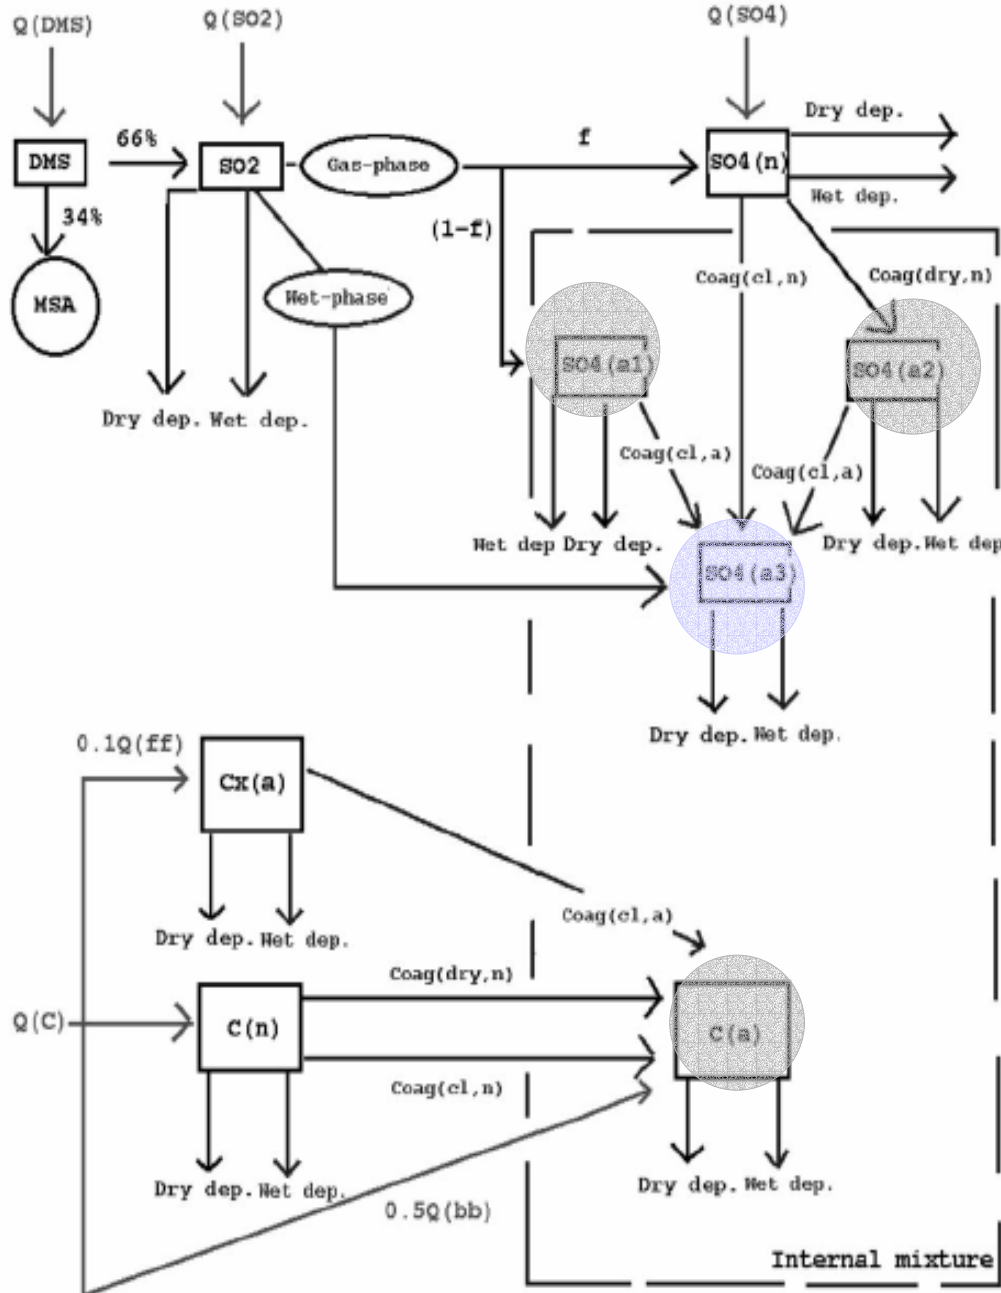 Q(DMS)
Q(SO2)
Q(SO4)
66%
f
Dry dep.
DMS
SO2
Gas-phase
SO4(n)
Wet dep.
34%
(1-f)
MSA
Wet-phase
Coag(cl,n)
Coag(dry,n)
SO4(a1)
SO4(a2)
Dry dep. Wet dep.
Coag(cl,a)
Coag(cl,a)
Wet dep Dry dep.
Dry dep. Wet dep
SO4(a3)
Dry dep. Wet dep.
0.1Q(ff)
Cx(a)
Coag(cl,a)
Dry dep. Wet dep.
Coag(dry,n)
Q(C)
C(n)
C(a)
Coag(cl,n)
Dry dep. Wet dep.
Dry dep. Wet dep.
0.5Q(bb)
Internal mixture